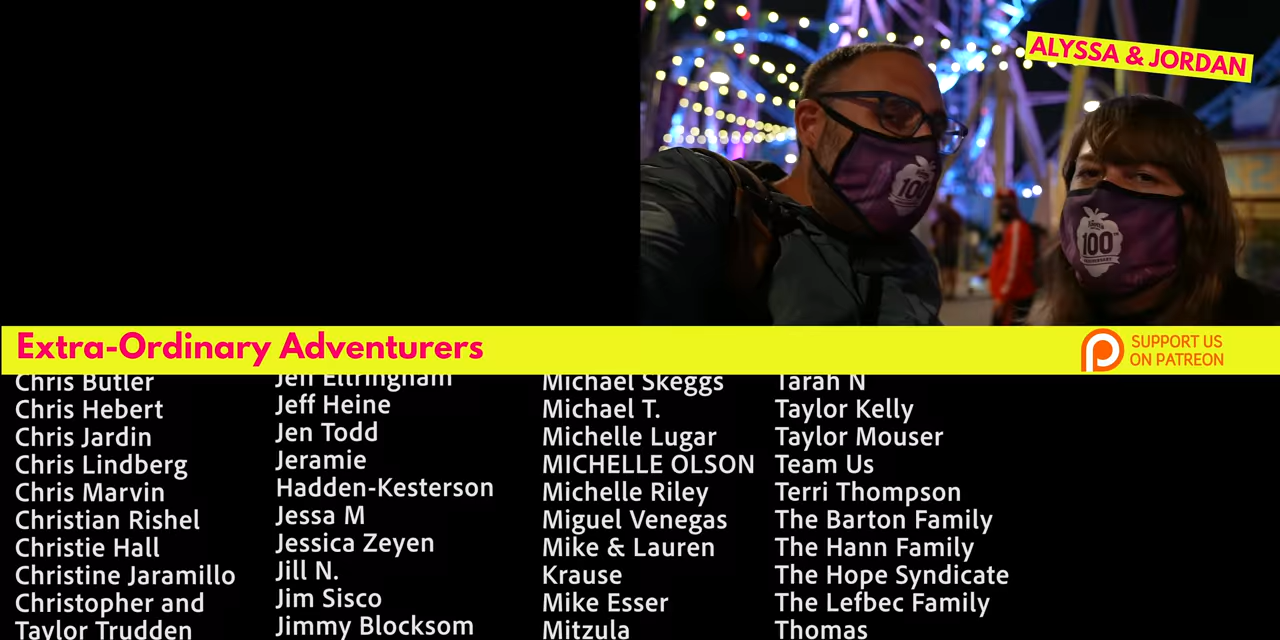 ALYSSA & JORDAN
100
100
Extra-Ordinary Adventurers
SUPPORT US
ON PATREON
Chris Butler
Chris Hebert
Chris Jardin
Chris Lindberg
Chris Marvin
Christian Rishel
Christie Hall
Christine Jaramillo
Christopher and
Taylor Trudden
Jen Eltringham
Jeff Heine
Jen Todd
Jeramie
Hadden-Kesterson
Jessa M
Jessica Zeyen
Jill N.
Jim Sisco
Jimmy Blocksom
Michael Skeggs
Michael T.
Michelle Lugar
MICHELLE OLSON
Michelle Riley
Miguel Venegas
Mike & Lauren
Krause
Mike Esser
Mitzula
Tarah N
Taylor Kelly
Taylor Mouser
Team Us
Terri Thompson
The Barton Family
The Hann Family
The Hope Syndicate
The Lefbec Family
Thomas